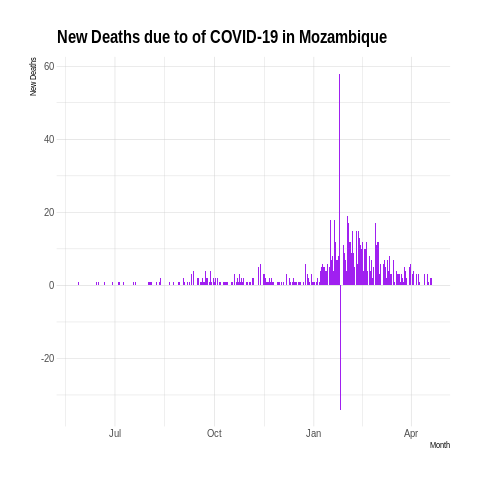 New Deaths due to of COVID-19 in Mozambique
New Deaths
60
40
20
0
-20
Jul Oct Jan Apr
Month